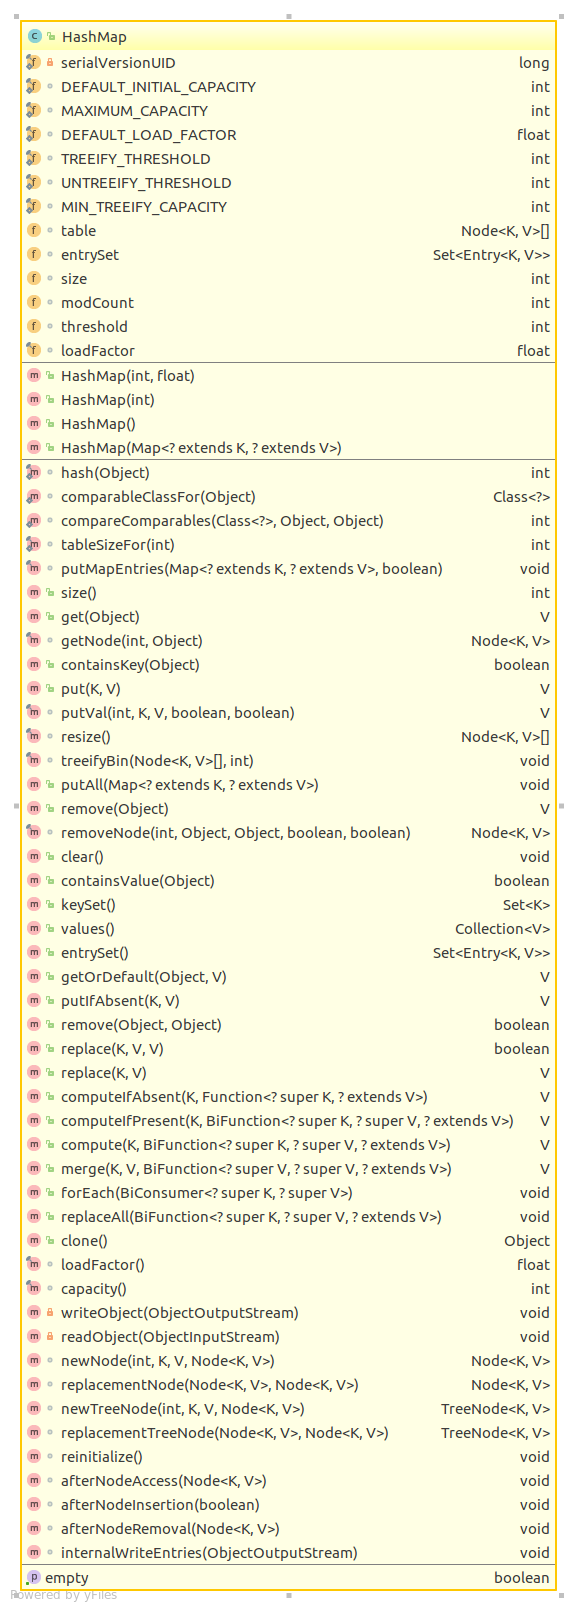 HashMap
serialVersionUID long
DEFAULT_INITIAL_CAPACITY int
MAXIMUM_CAPACITY int
DEFAULT_LOAD_FACTOR float
TREEIFY_THRESHOLD int
UNTREEIFY_THRESHOLD int
MIN_TREEIFY_CAPACITY int
table Node<K, V>[]
entrySet Set<Entry<K, V>>
size int
modCount int
threshold int
loadFactor float
HashMap(int, float)
HashMap(int)
HashMap()
HashMap(Map<? extends K, ? extends V>)
hash(Object) int
comparableClassFor(Object) Class<?>
compareComparables(Class<?>, Object, Object) int
tableSizeFor(int) int
putMapEntries(Map<? extends K, ? extends V>, boolean) void
size() int
get(Object) V
getNode(int, Object) Node<K, V>
containsKey(Object) boolean
put(K, V) V
putVal(int, K, V, boolean, boolean) V
resize() Node<K, V>[]
treeifyBin(Node<K, V>[], int) void
putAll(Map<? extends K, ? extends V>) void
remove(Object) V
removeNode(int, Object, Object, boolean, boolean) Node<K, V>
clear() void
containsValue(Object) boolean
keySet() Set<K>
values() Collection<V>
entrySet() Set<Entry<K, V>>
getOrDefault(Object, V) V
putIfAbsent(K, V) V
remove(Object, Object) boolean
replace(K, V, V) boolean
replace(K, V) V
computeIfAbsent(K, Function<? super K, ? extends V>) V
computeIfPresent(K, BiFunction<? super K, ? super V, ? extends V>) V
compute(K, BiFunction<? super K, ? super V, ? extends V>) V
merge(K, V, BiFunction<? super V, ? super V, ? extends V>) V
forEach(BiConsumer<? super K, ? super V>) void
replaceAll(BiFunction<? super K, ? super V, ? extends V>) void
clone() Object
loadFactor() float
capacity() int
writeObject(ObjectOutputStream) void
readObject(ObjectInputStream) void
newNode(int, K, V, Node<K, V>) Node<K, V>
replacementNode(Node<K, V>, Node<K, V>) Node<K, V>
newTreeNode(int, K, V, Node<K, V>) TreeNode<K, V>
replacementTreeNode(Node<K, V>, Node<K, V>) TreeNode<K, V>
reinitialize() void
afterNodeAccess(Node<K, V>) void
afterNodeInsertion(boolean) void
afterNodeRemoval(Node<K, V>) void
internalWriteEntries(ObjectOutputStream) void
empty boolean
Powered by yFiles